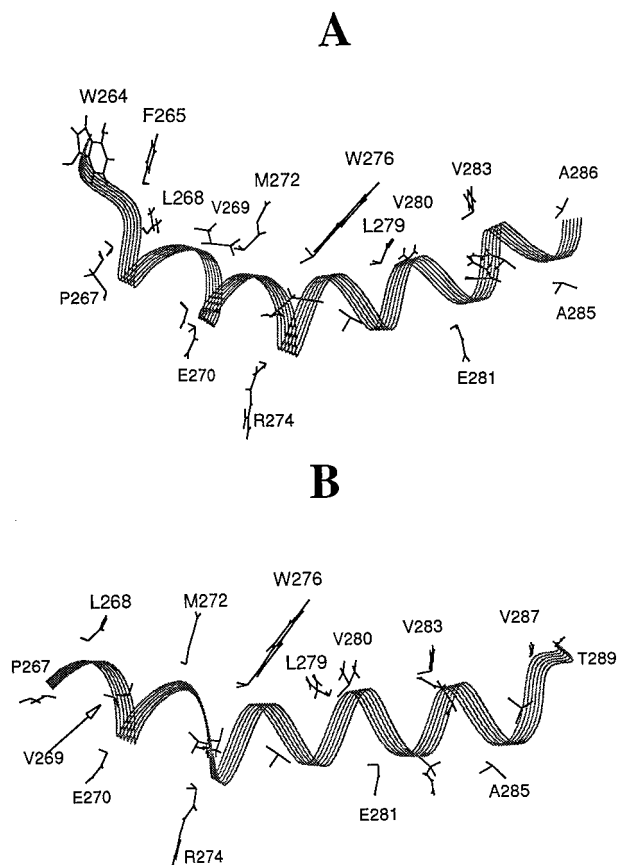 A
W264
F265
W276
V283
A286
M272
L268
V269
V280
L279
P267
A285
E270
E281
R274
B
W276
L268
M272
V280
V283
V287
P267
L279
T289
V269
E270
E281
A285
R274